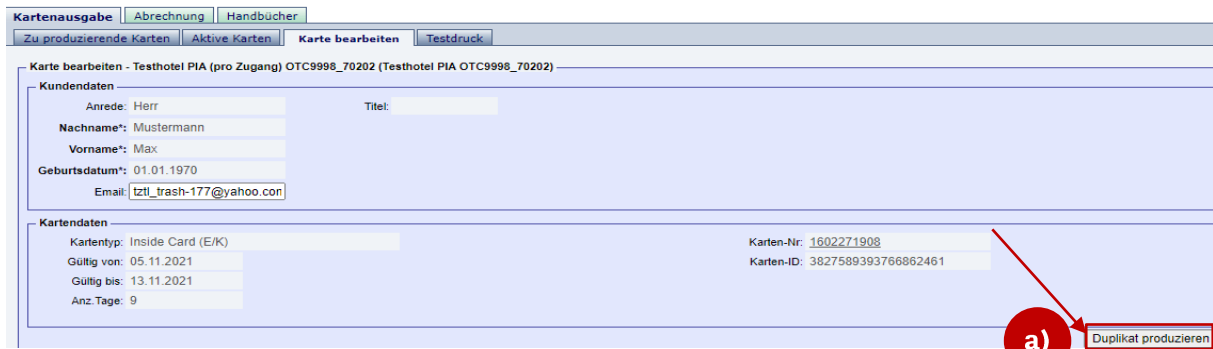 Kartenausgabe Abrechnung Handbücher
Zu produzierende Karten Aktive Karten Karte bearbeiten Testdruck
Karte bearbeiten - Testhotel PIA (pro Zugang) OTC9998_70202 (Testhotel PIA OTC9998_70202)
Kundendaten
Anrede: Herr Titel:
Nachname*: Mustermann
Vorname*: Max
Geburtsdatum*: 01.01.1970
Email: tztl_trash-177@yahoo.con
Kartendaten
Kartentyp: Inside Card (E/K) Karten-Nr: 1602271908
Gültig von: 05.11.2021 Karten-ID: 3827589393766862461
Gültig bis: 13.11.2021
Anz.Tage: 9
a) Duplikat produzieren